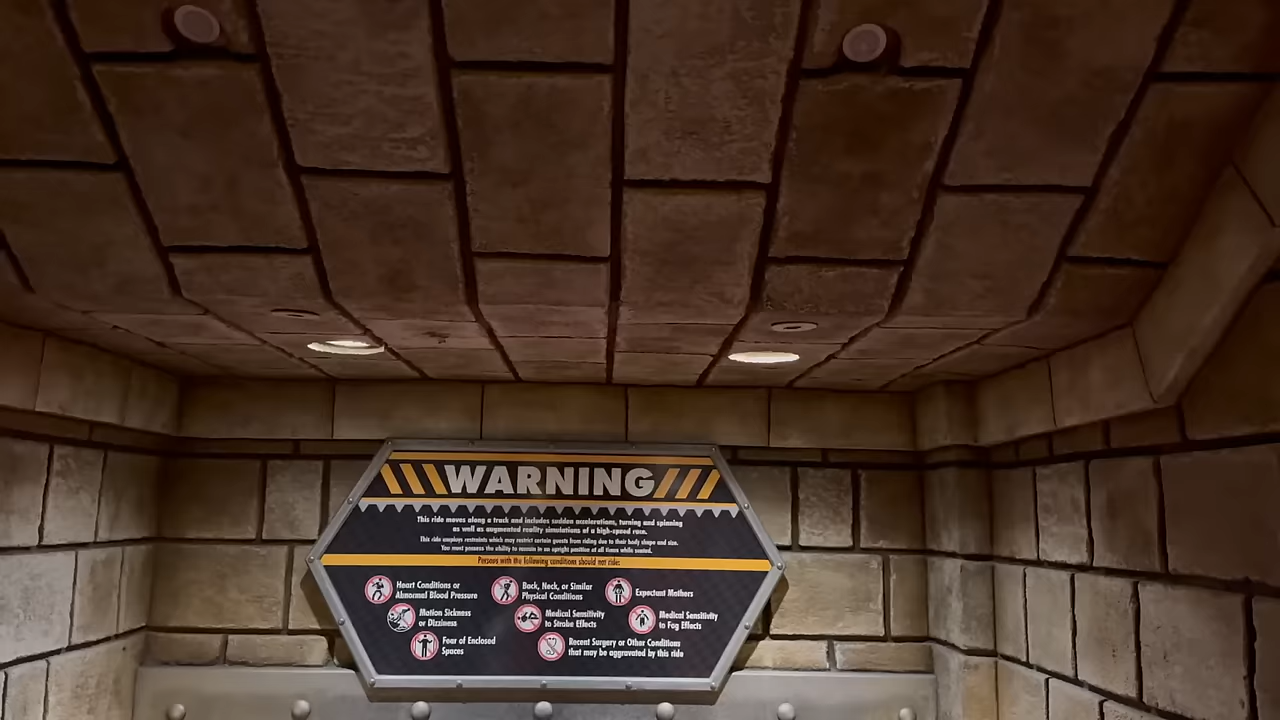 WARNING
This ride moves along a track and includes sudden accelerations, turning and spinning
as well as augmented reality simulations of a high-speed race.
This ride employs restraints which may restrict certain guests from riding due to their body shape and size.
You must possess the ability to remain in an upright position at all times while seated.
Persons with the following conditions should not ride:
Heart Conditions or
Abnormal Blood Pressure
Back, Neck, or Similar
Physical Conditions
Expectant Mothers
Motion Sickness
or Dizziness
Medical Sensitivity
to Strobe Effects
Medical Sensitivity
to Fog Effects
Fear of Enclosed
Spaces
Recent Surgery or Other Conditions
that may be aggravated by this ride